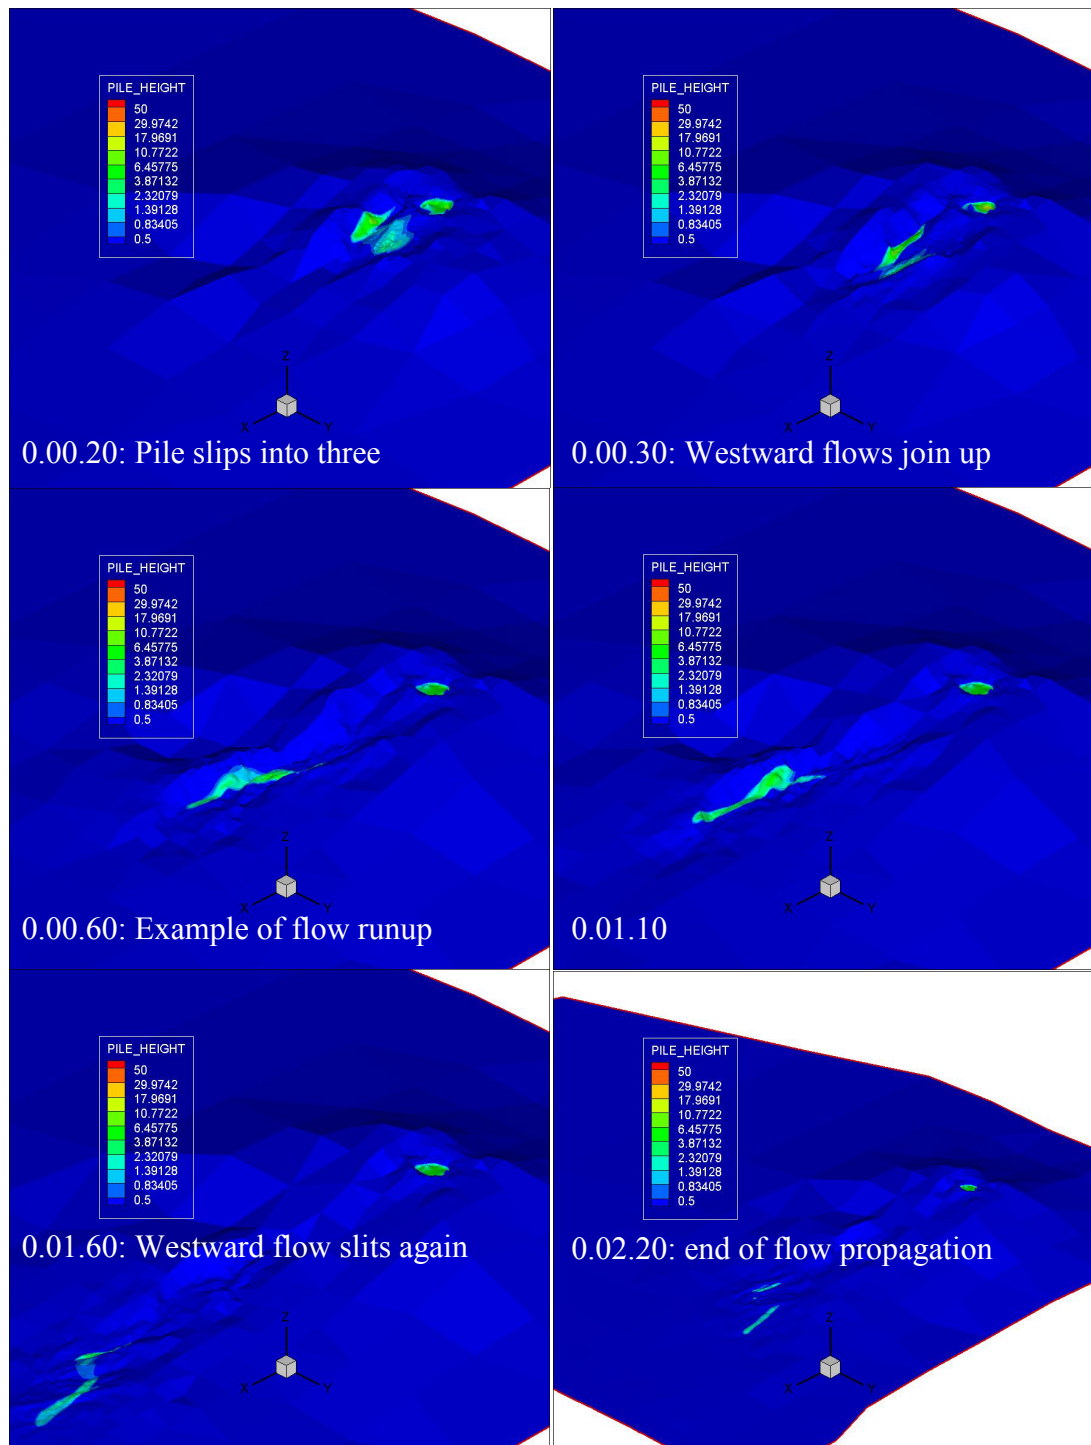 PILE_HEIGHT
50
29.9742
17.9691
10.7722
6.45775
3.87132
2.32079
1.39128
0.83405
0.5
Z
X
Y
0.00.20: Pile slips into three
PILE_HEIGHT
50
29.9742
17.9691
10.7722
6.45775
3.87132
2.32079
1.39128
0.83405
0.5
Z
X
Y
0.00.30: Westward flows join up
PILE_HEIGHT
50
29.9742
17.9691
10.7722
6.45775
3.87132
2.32079
1.39128
0.83405
0.5
Z
X
Y
0.00.60: Example of flow runup
PILE_HEIGHT
50
29.9742
17.9691
10.7722
6.45775
3.87132
2.32079
1.39128
0.83405
0.5
Z
X
Y
0.01.10
PILE_HEIGHT
50
29.9742
17.9691
10.7722
6.45775
3.87132
2.32079
1.39128
0.83405
0.5
0.01.60: Westward flow slits again
Z
X
Y
PILE_HEIGHT
50
29.9742
17.9691
10.7722
6.45775
3.87132
2.32079
1.39128
0.83405
0.5
0.02.20: end of flow propagation
Z
X
Y